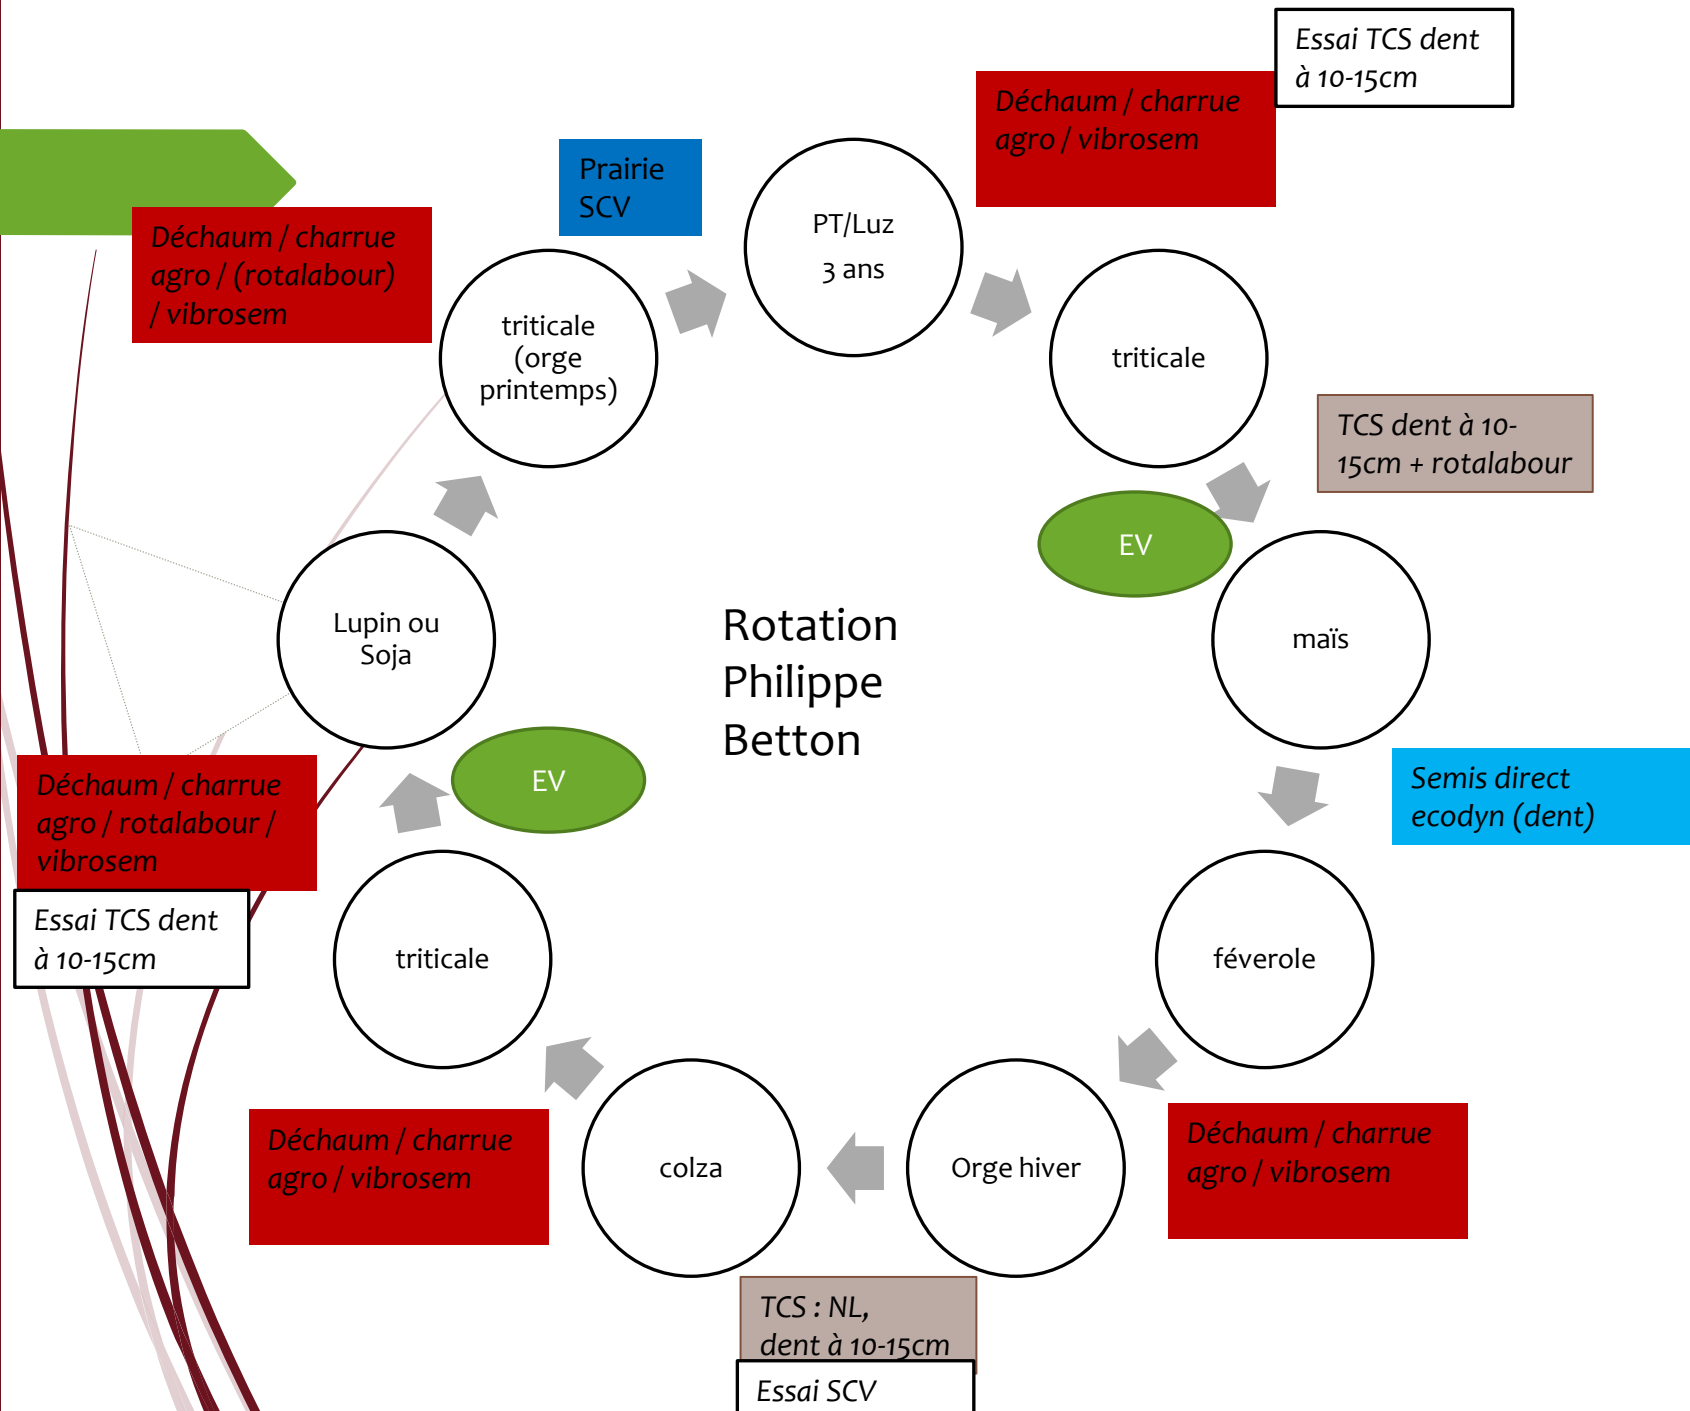 Essai TCS dent
à 10-15cm
Déchaum / charrue
agro / vibrosem
Prairie
SCV
PT/Luz
3 ans
Déchaum / charrue
agro / (rotalabour)
/ vibrosem
triticale
(orge
printemps)
triticale
TCS dent à 10-
15cm + rotalabour
EV
maïs
Rotation
Philippe
Betton
Lupin ou
Soja
EV
Semis direct
ecodyn (dent)
Déchaum / charrue
agro / rotalabour /
vibrosem
Essai TCS dent
à 10-15cm
triticale
féverole
Déchaum / charrue
agro / vibrosem
colza
Orge hiver
Déchaum / charrue
agro / vibrosem
TCS : NL,
dent à 10-15cm
Essai SCV